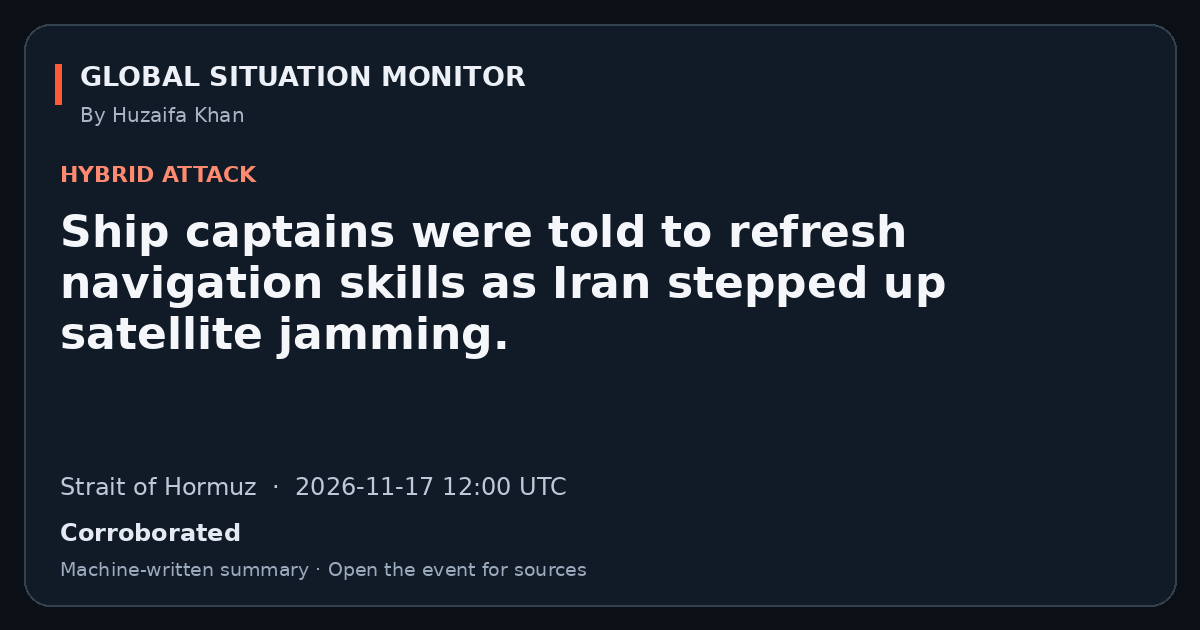 GLOBAL SITUATION MONITOR
By Huzaifa Khan
HYBRID ATTACK
Ship captains were told to refresh
navigation skills as Iran stepped up
satellite jamming.
Strait of Hormuz · 2026-11-17 12:00 UTC
Corroborated
Machine-written summary · Open the event for sources